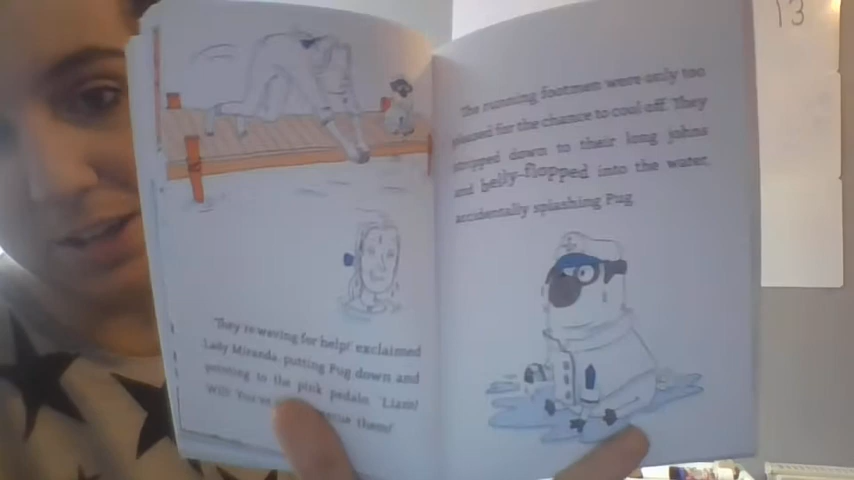 'They're waving for help!' exclaimed
Lady Miranda, putting Pug down and
pointing to the pink pedalo. 'Liam!
Will! You've them!'
The running footmen were only too
pleased for the chance to cool off. They
stripped down to their long johns
and belly-flopped into the water,
accidentally splashing Pug.
13